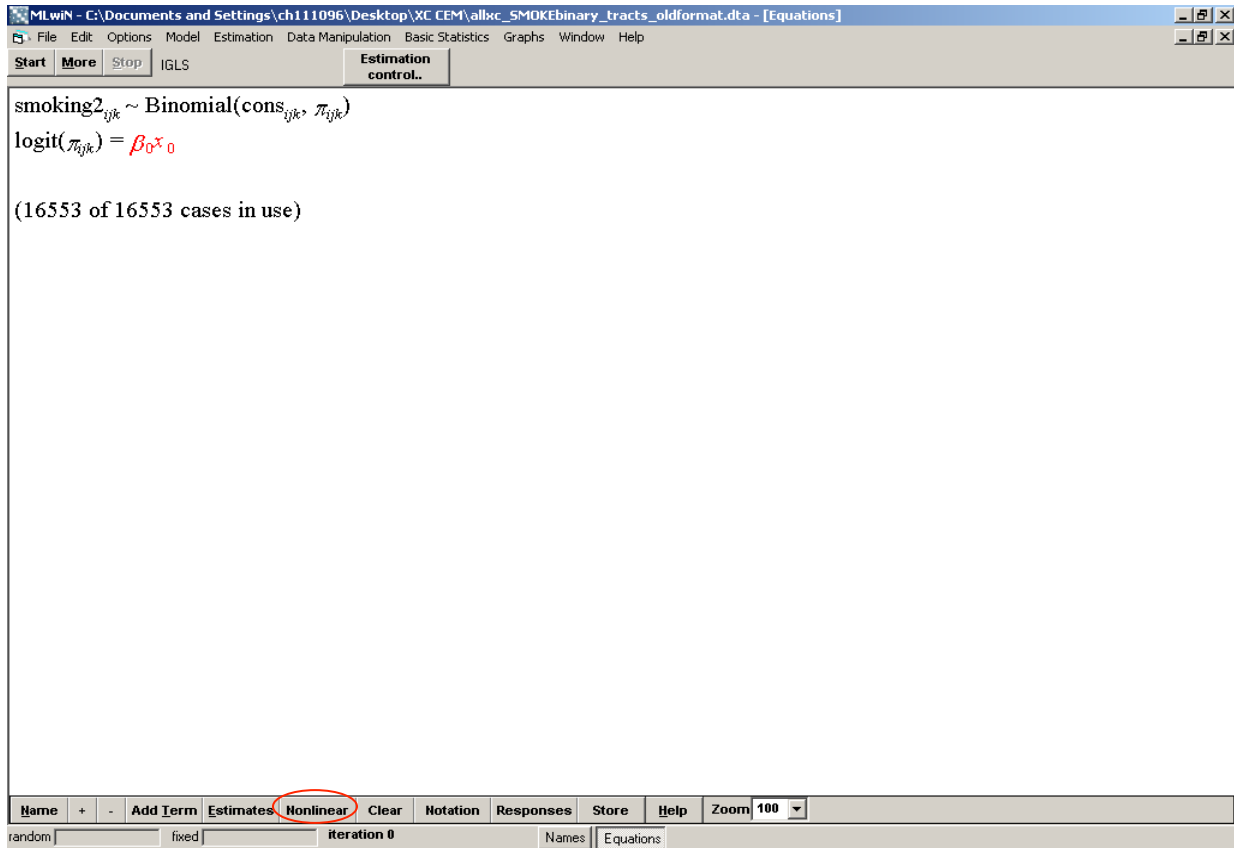 MLwiN - C:\Documents and Settings\ch111096\Desktop\XC CEM\allxc_SMOKEbinary_tracts_oldformat.dta - [Equations]
File Edit Options Model Estimation Data Manipulation Basic Statistics Graphs Window Help
Start More Stop IGLS Estimation control..
smoking2ijk ~ Binomial(consijk, πijk)
logit(πijk) = β0x0
(16553 of 16553 cases in use)
Name + - Add Term Estimates Nonlinear Clear Notation Responses Store Help Zoom 100
random fixed iteration 0 Names Equations